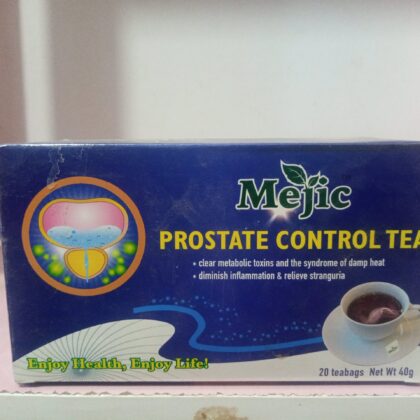 Mejic
PROSTATE CONTROL TEA
• clear metabolic toxins and the syndrome of damp heat
• diminish inflammation & relieve stranguria
Enjoy Health, Enjoy Life!
20 teabags Net Wt 40g